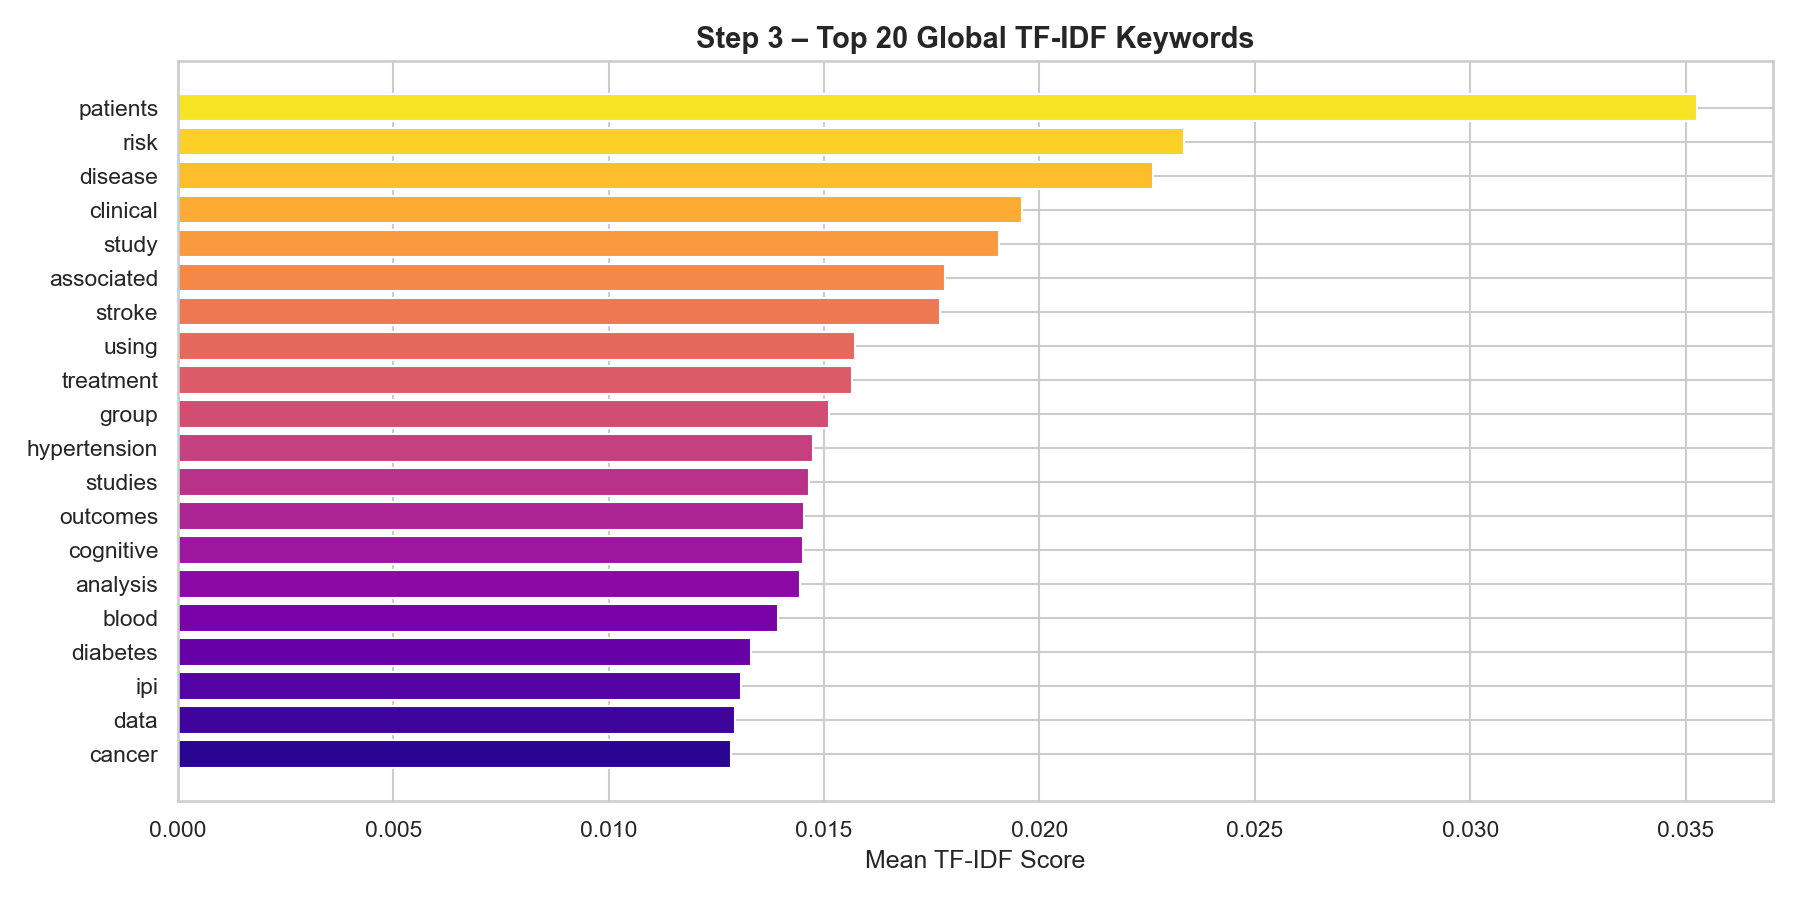 Step 3 – Top 20 Global TF-IDF Keywords
patients
risk
disease
clinical
study
associated
stroke
using
treatment
group
hypertension
studies
outcomes
cognitive
analysis
blood
diabetes
ipi
data
cancer
0.000 0.005 0.010 0.015 0.020 0.025 0.030 0.035
Mean TF-IDF Score